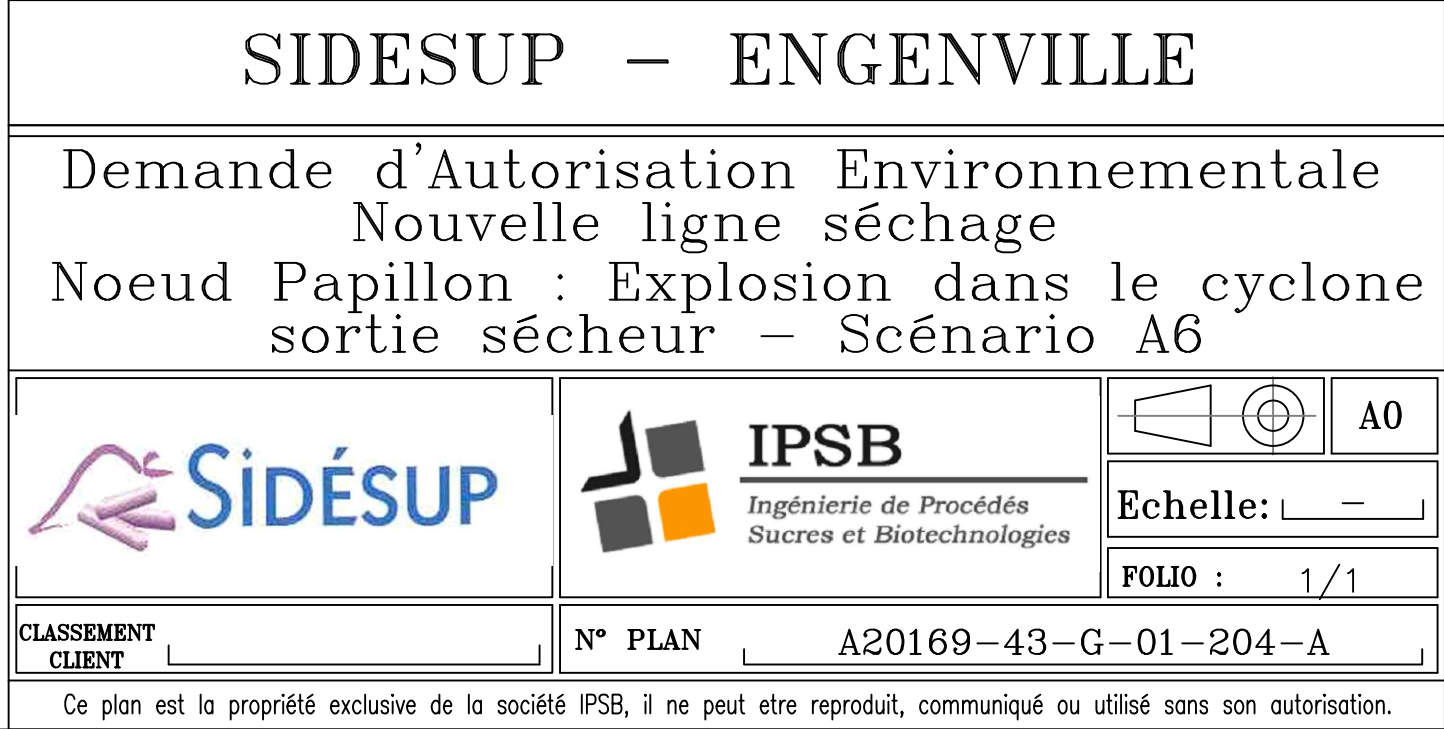 SIDESUP - ENGENVILLE
Demande d'Autorisation Environnementale
Nouvelle ligne séchage
Noeud Papillon : Explosion dans le cyclone
sortie sécheur - Scénario A6
SIDÉSUP
IPSB
Ingénierie de Procédés
Sucres et Biotechnologies
A0
Echelle: -
FOLIO : 1/1
CLASSEMENT
CLIENT
N° PLAN A20169-43-G-01-204-A
Ce plan est la propriété exclusive de la société IPSB, il ne peut etre reproduit, communiqué ou utilisé sans son autorisation.